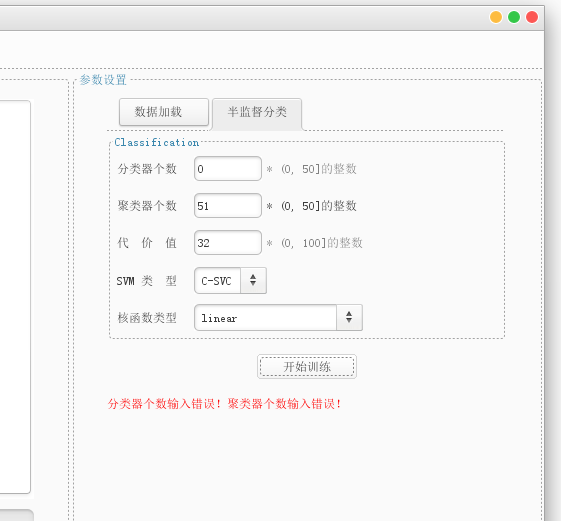 参数设置
数据加载 半监督分类
Classification
分类器个数 0 * (0, 50]的整数
聚类器个数 51 * (0, 50]的整数
代 价 值 32 * (0, 100]的整数
SVM 类 型 C-SVC
核函数类型 linear
开始训练
分类器个数输入错误! 聚类器个数输入错误!